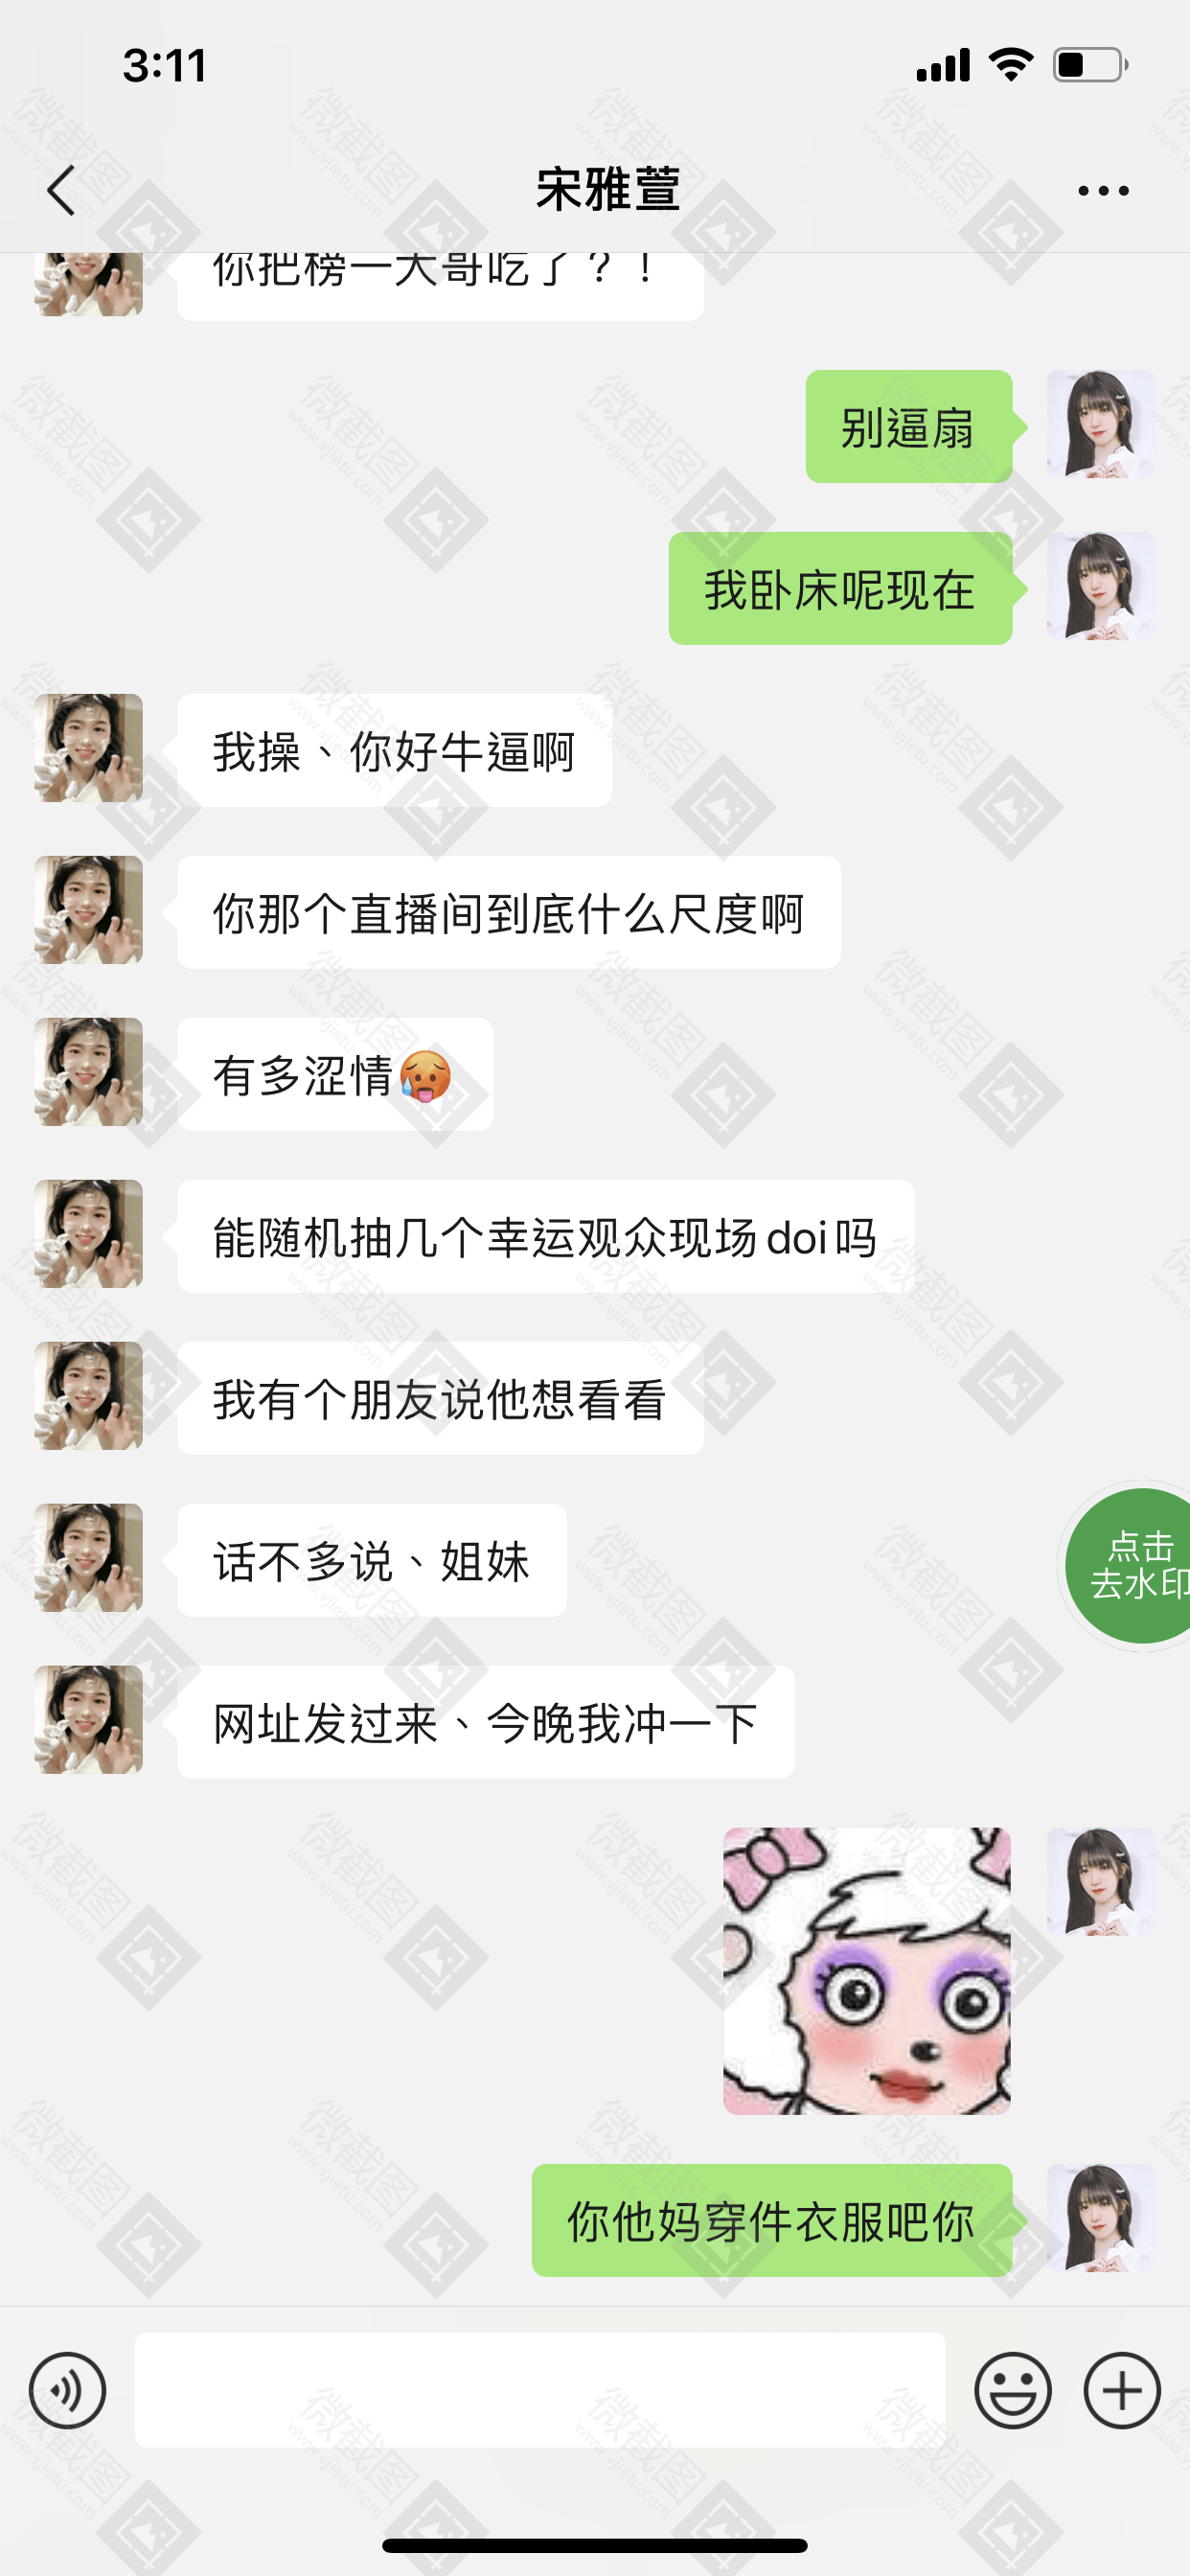 3:11
宋雅萱
你把榜一大哥吃了？！
别逼扇
我卧床呢现在
我操、你好牛逼啊
你那个直播间到底什么尺度啊
有多涩情🥵
能随机抽几个幸运观众现场doi吗
我有个朋友说他想看看
话不多说、姐妹
点击
去水印
网址发过来、今晚我冲一下
你他妈穿件衣服吧你
微截图
www.vjietu.com